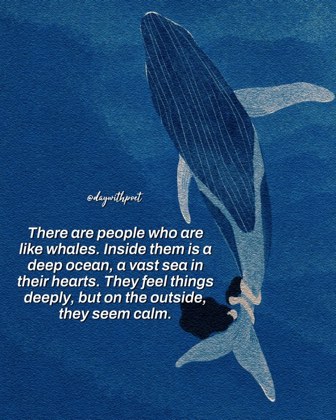 @daywithpoet
There are people who are
like whales. Inside them is a
deep ocean, a vast sea in
their hearts. They feel things
deeply, but on the outside,
they seem calm.